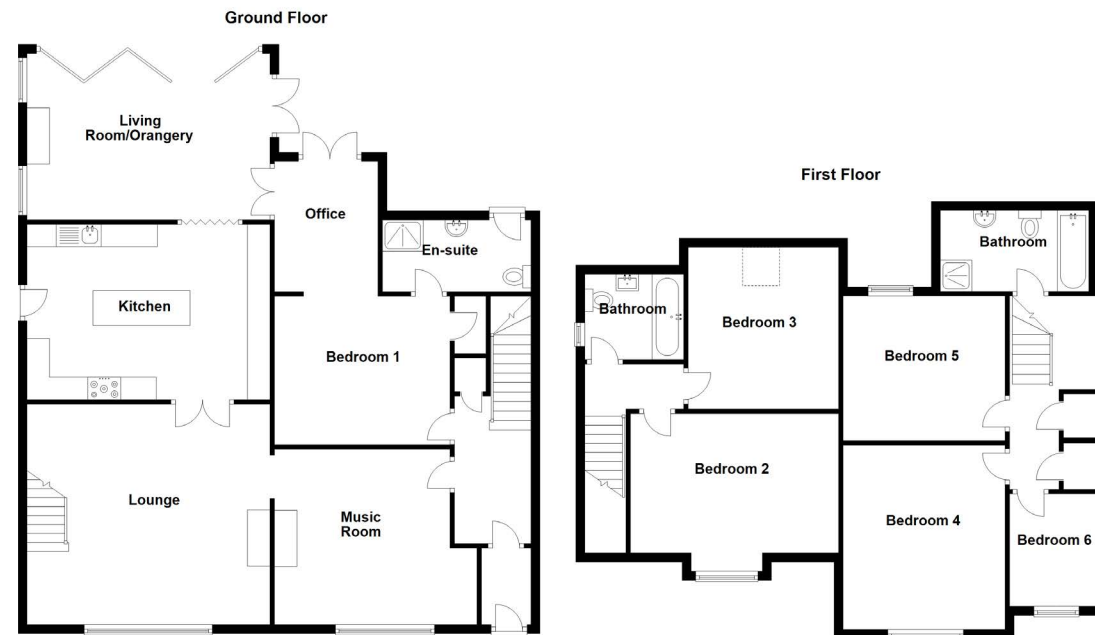 Ground Floor
Living
Room/Orangery
Office
En-suite
Kitchen
Bedroom 1
Lounge
Music
Room
First Floor
Bathroom
Bathroom
Bedroom 3
Bedroom 5
Bedroom 2
Bedroom 4
Bedroom 6